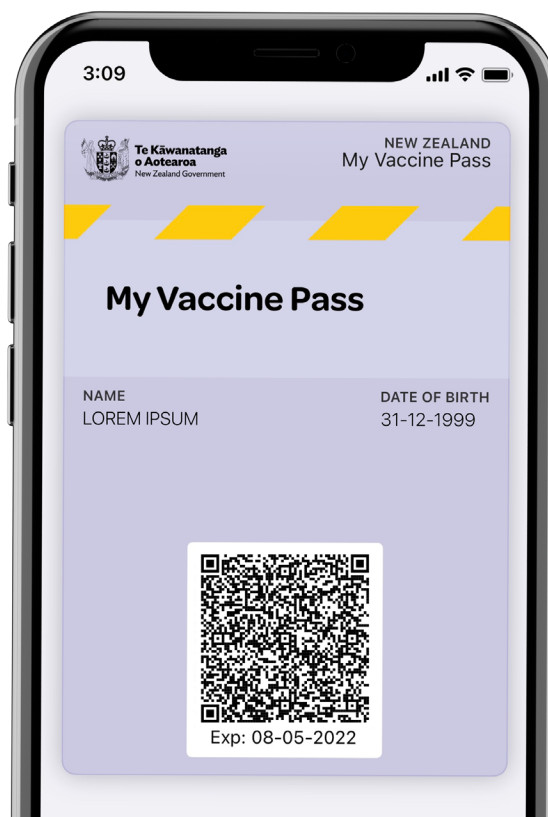 3:09
Te Kāwanatanga
o Aotearoa
New Zealand Government
NEW ZEALAND
My Vaccine Pass
My Vaccine Pass
NAME
DATE OF BIRTH
LOREM IPSUM
31-12-1999
Exp: 08-05-2022